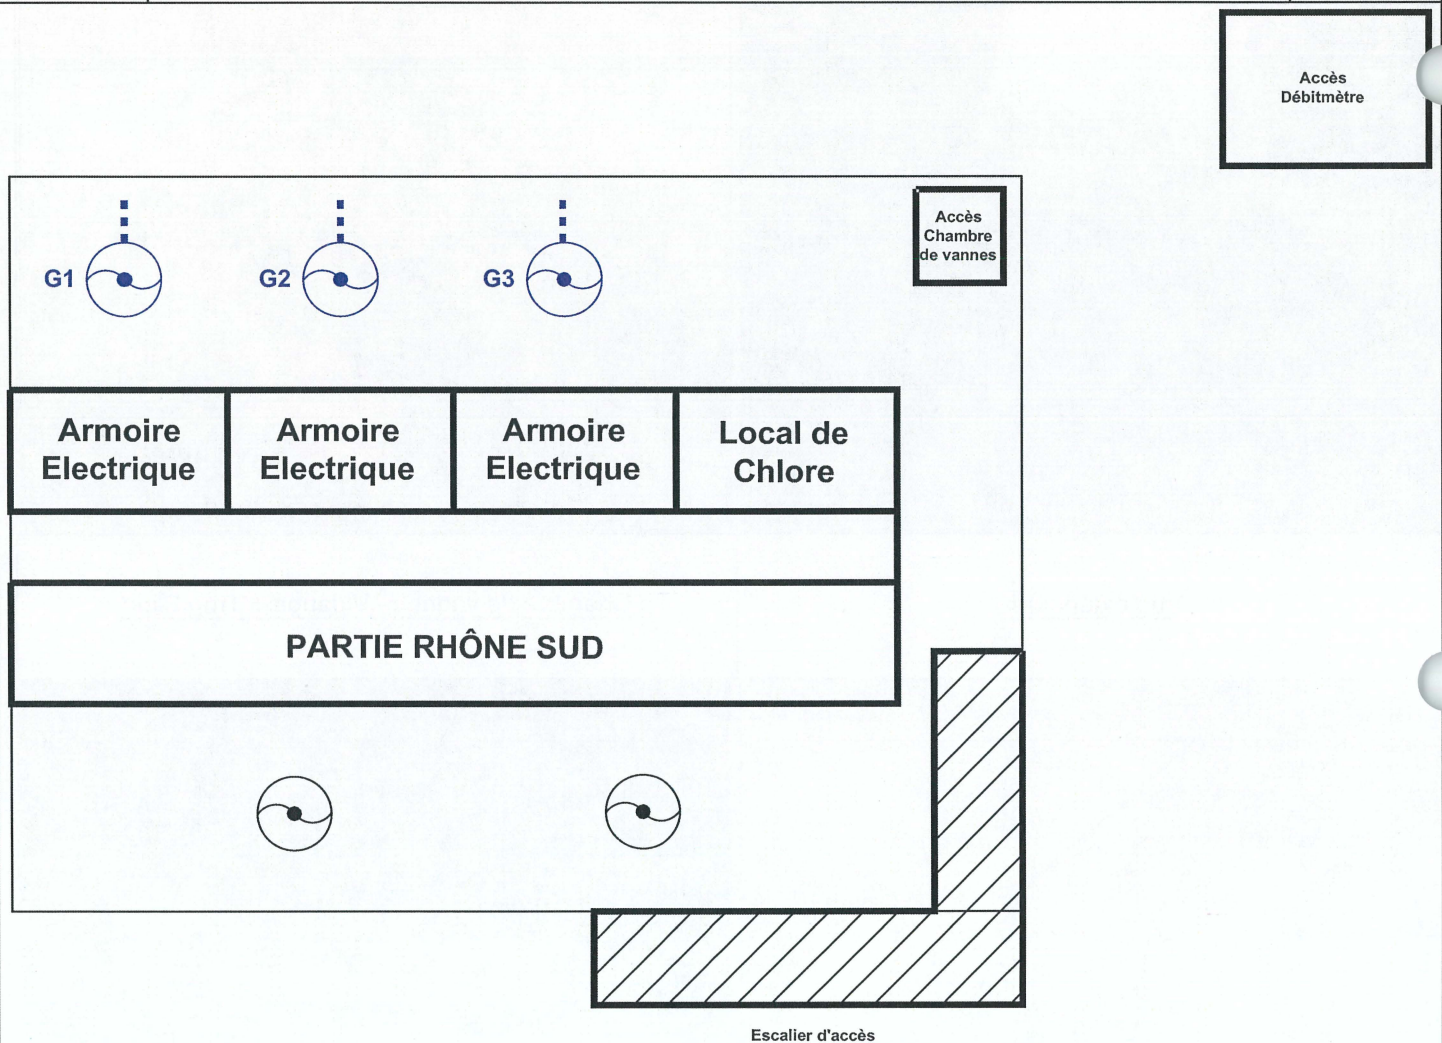 Accès
Débitmètre
Accès
Chambre
de vannes
G1
G2
G3
Armoire
Electrique
Armoire
Electrique
Armoire
Electrique
Local de
Chlore
PARTIE RHÔNE SUD
Escalier d'accès